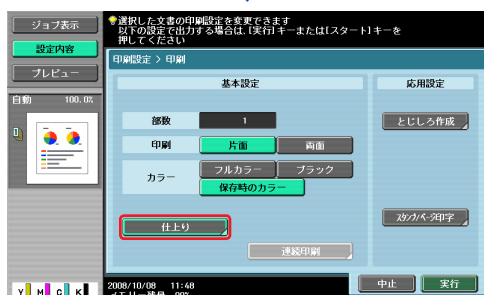 ジョブ表示
設定内容
プレビュー
自動 100.0%
選択した文書の印刷設定を変更できます
以下の設定で出力する場合は、[実行]キーまたは[スタート]キーを
押してください
印刷設定 > 印刷
基本設定
応用設定
部数 1
とじしろ作成
印刷 片面 両面
カラー フルカラー ブラック
保存時のカラー
仕上り
スタンプ/ページ印字
連続印刷
中止 実行
2008/10/08 11:48
Y M C K
メモリー残量 99%